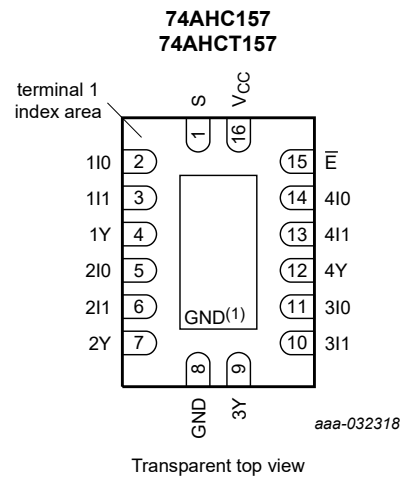 74AHC157
74AHCT157
terminal 1
index area
S
VCC
1
16
1I0 2
15 E̅
1I1 3
14 4I0
1Y 4
13 4I1
2I0 5
12 4Y
2I1 6
11 3I0
2Y 7
10 3I1
GND(1)
8
9
GND
3Y
aaa-032318
Transparent top view